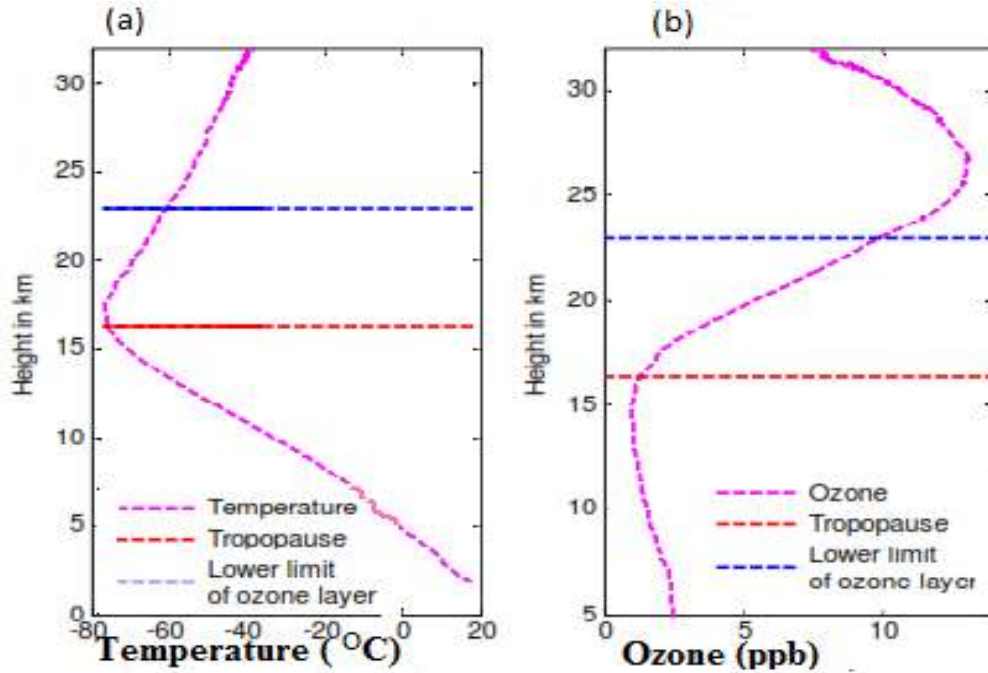 (a)
Height in km
30
25
20
15
10
5
0
-80
-60
-40
-20
0
20
Temperature
Tropopause
Lower limit
of ozone layer
Temperature ( ᴼC)
(b)
Height in km
30
25
20
15
10
5
0
5
10
Ozone
Tropopause
Lower limit
of ozone layer
Ozone (ppb)